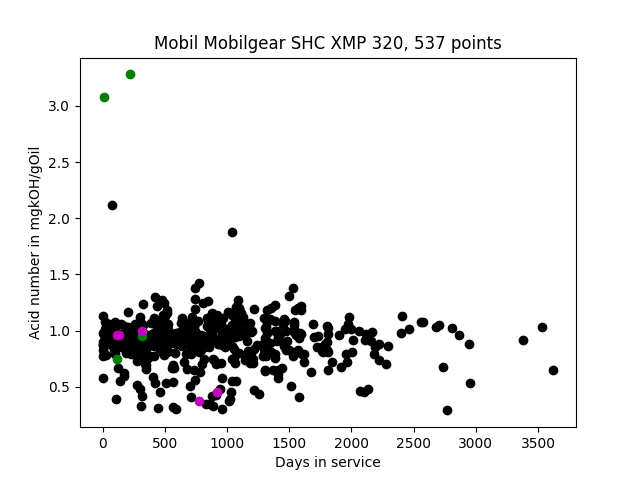 Mobil Mobilgear SHC XMP 320, 537 points
Acid number in mgkOH/gOil
3.0
2.5
2.0
1.5
1.0
0.5
0 500 1000 1500 2000 2500 3000 3500
Days in service